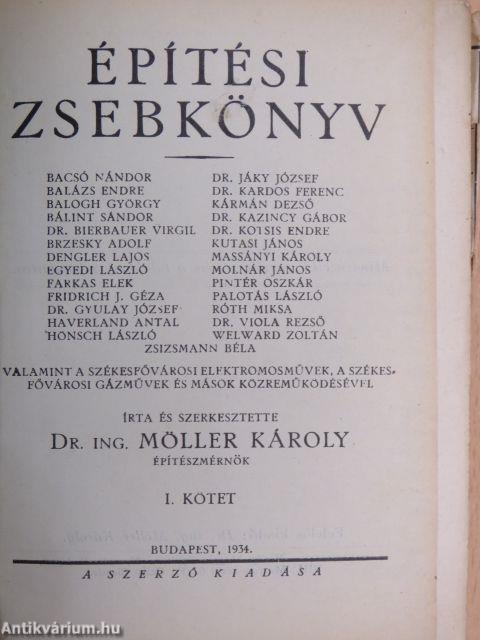 ÉPÍTÉSI
ZSEBKÖNYV
BACSÓ NÁNDOR
BALÁZS ENDRE
BALOGH GYÖRGY
BÁLINT SÁNDOR
DR. BIERBAUER VIRGIL
BRZESKY ADOLF
DENGLER LAJOS
EGYEDI LÁSZLÓ
FARKAS ELEK
FRIDRICH J. GÉZA
DR. GYULAY JÓZSEF
HAVERLAND ANTAL
HÖNSCH LÁSZLÓ
DR. JÁKY JÓZSEF
DR. KARDOS FERENC
KÁRMÁN DEZSŐ
DR. KAZINCY GÁBOR
DR. KOTSIS ENDRE
KUTASI JÁNOS
MASSÁNYI KÁROLY
MOLNÁR JÁNOS
PINTÉR OSZKÁR
PALOTÁS LÁSZLÓ
RÓTH MIKSA
DR. VIOLA REZSŐ
WELWARD ZOLTÁN
ZSIZSMANN BÉLA
VALAMINT A SZÉKESFŐVÁROSI ELEKTROMOSMŰVEK, A SZÉKES-
FŐVÁROSI GÁZMŰVEK ÉS MÁSOK KÖZREMŰKÖDÉSÉVEL
ÍRTA ÉS SZERKESZTETTE
DR. ING. MÖLLER KÁROLY
ÉPÍTÉSZMÉRNÖK
I. KÖTET
BUDAPEST, 1934.
A SZERZŐ KIADÁSA
Antikvárium.hu